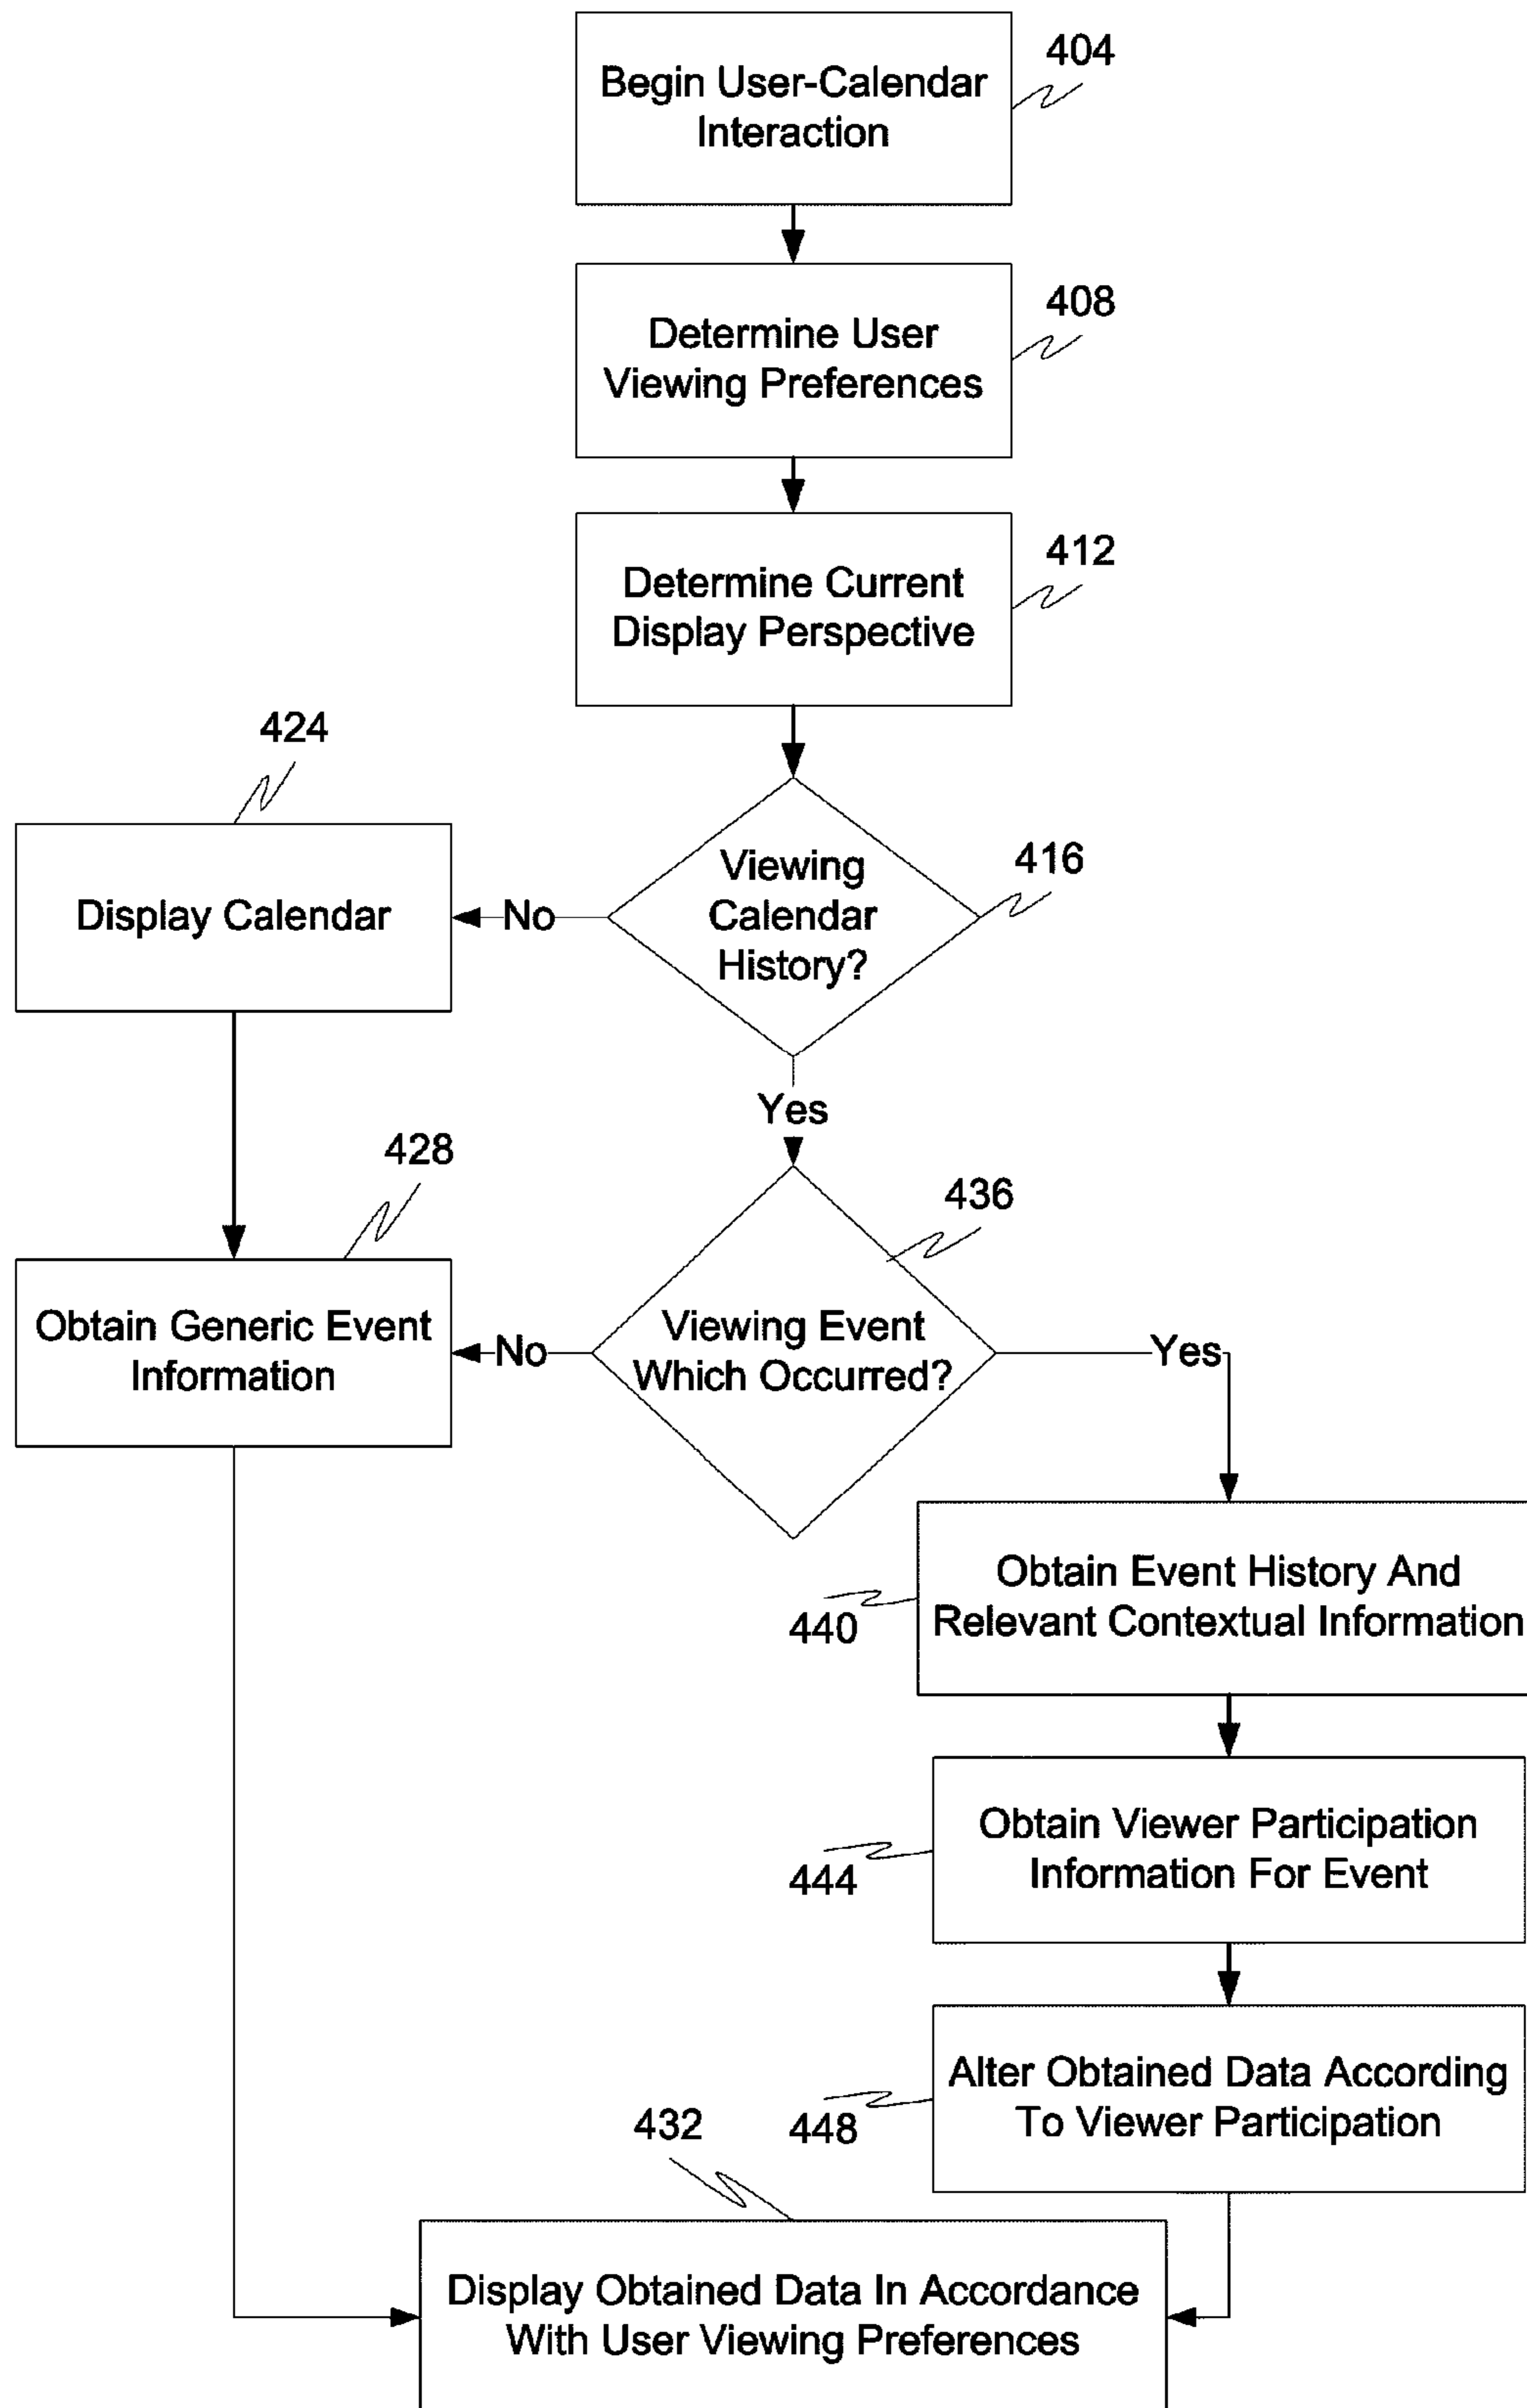 Begin User-Calendar
Interaction
404
Determine User
Viewing Preferences
408
Determine Current
Display Perspective
412
424
Display Calendar
No
Viewing
Calendar
History?
416
Yes
428
Obtain Generic Event
Information
No
Viewing Event
Which Occurred?
436
Yes
Obtain Event History And
Relevant Contextual Information
440
Obtain Viewer Participation
Information For Event
444
Alter Obtained Data According
To Viewer Participation
448
432
Display Obtained Data In Accordance
With User Viewing Preferences